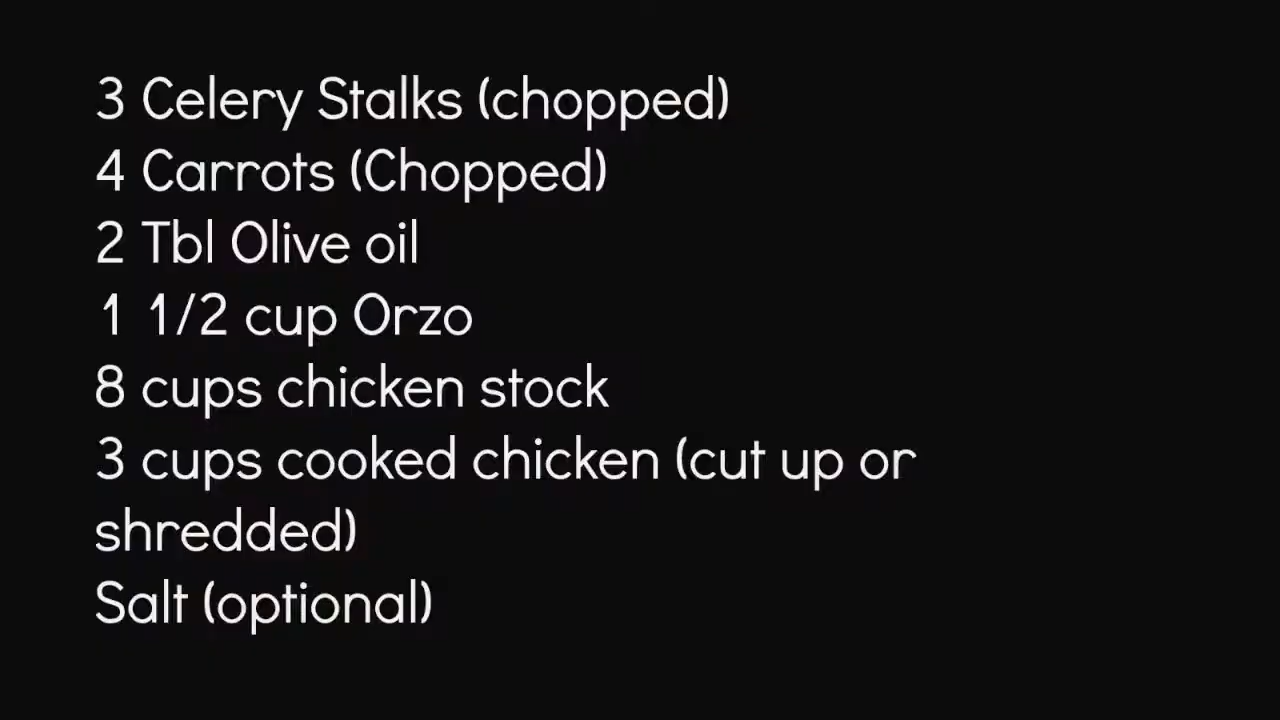 3 Celery Stalks (chopped)
4 Carrots (Chopped)
2 Tbl Olive oil
1 1/2 cup Orzo
8 cups chicken stock
3 cups cooked chicken (cut up or
shredded)
Salt (optional)